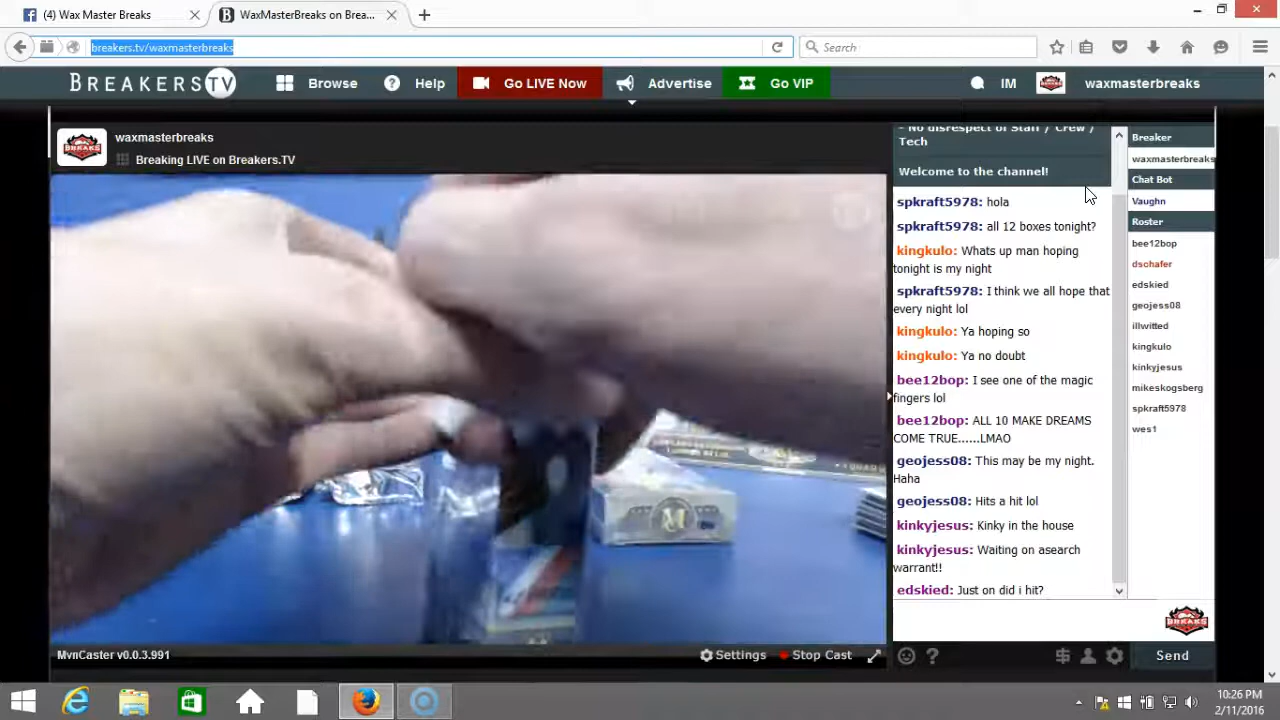 (4) Wax Master Breaks
WaxMasterBreaks on Brea...
breakers.tv/waxmasterbreaks
Search
BREAKERS TV
Browse
Help
Go LIVE Now
Advertise
Go VIP
IM
waxmasterbreaks
waxmasterbreaks
Breaking LIVE on Breakers.TV
- No disrespect of Staff / Crew /
Tech
Welcome to the channel!
spkraft5978: hola
spkraft5978: all 12 boxes tonight?
kingkulo: Whats up man hoping
tonight is my night
spkraft5978: I think we all hope that
every night lol
kingkulo: Ya hoping so
kingkulo: Ya no doubt
bee12bop: I see one of the magic
fingers lol
bee12bop: ALL 10 MAKE DREAMS
COME TRUE......LMAO
geojess08: This may be my night.
Haha
geojess08: Hits a hit lol
kinkyjesus: Kinky in the house
kinkyjesus: Waiting on asearch
warrant!!
edskied: Just on did i hit?
Breaker
waxmasterbreaks
Chat Bot
Vaughn
Roster
bee12bop
dschafer
edskied
geojess08
illwitted
kingkulo
kinkyjesus
mikeskogsberg
spkraft5978
wes1
BREAKS
MvnCaster v0.0.3.991
Settings
Stop Cast
Send
10:26 PM
2/11/2016